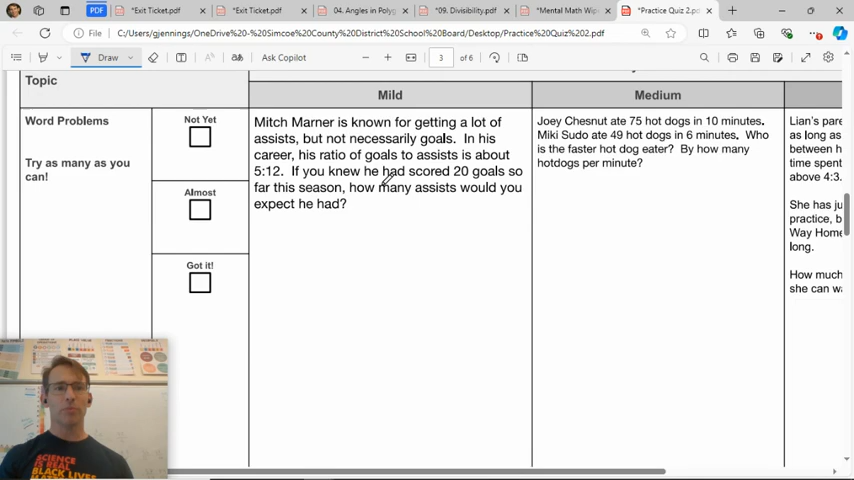 *Exit Ticket.pdf
*Exit Ticket.pdf
04. Angles in Polyg
*09. Divisibility.pdf
*Mental Math Wip
*Practice Quiz 2.pd
C:/Users/gjennings/OneDrive%20-%20Simcoe%20County%20District%20School%20Board/Desktop/Practice%20Quiz%202.pdf
Draw
Ask Copilot
3 of 6
Topic
Mild
Medium
Word Problems
Try as many as you
can!
Not Yet
Almost
Got it!
Mitch Marner is known for getting a lot of
assists, but not necessarily goals. In his
career, his ratio of goals to assists is about
5:12. If you knew he had scored 20 goals so
far this season, how many assists would you
expect he had?
Joey Chesnut ate 75 hot dogs in 10 minutes.
Miki Sudo ate 49 hot dogs in 6 minutes. Who
is the faster hot dog eater? By how many
hotdogs per minute?
Lian's pare
as long as
between h
time spent
above 4:3.
She has ju
practice, b
Way Home
long.
How much
she can wa
SCIENCE
IS REAL
BLACK LIVES